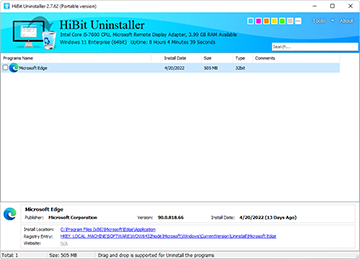 HiBit Uninstaller 2.7.62 (Portable version)
HiBit Uninstaller
Intel Core i5-7600 CPU, Microsoft Remote Display Adapter, 3.99 GB RAM Available
Windows 11 Enterprise (64bit) UpTime: 8 Hours 4 Minutes 39 Seconds
Tools About
Search...
Programs Name Install Date Size Type Comments
Microsoft Edge 4/20/2022 505 MB 32bit
Microsoft Edge
Publisher: Microsoft Corporation Version: 90.0.818.66 Install Date: 4/20/2022 (13 Days Ago)
Install Location: C:\Program Files (x86)\Microsoft\Edge\Application
Registry Entry: HKEY_LOCAL_MACHINE\SOFTWARE\WOW6432Node\Microsoft\Windows\CurrentVersion\Uninstall\Microsoft Edge
Website: N/A
Total: 1 Size: 505 MB Drag and drop is supported for Uninstall the programs